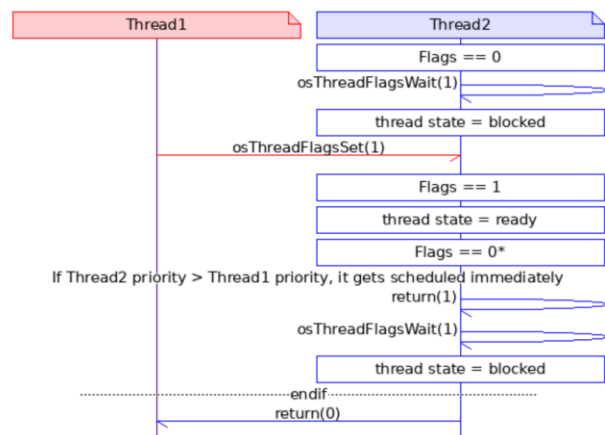 Thread1
Thread2
Flags == 0
osThreadFlagsWait(1)
thread state = blocked
osThreadFlagsSet(1)
Flags == 1
thread state = ready
Flags == 0*
If Thread2 priority > Thread1 priority, it gets scheduled immediately
return(1)
osThreadFlagsWait(1)
thread state = blocked
endif
return(0)